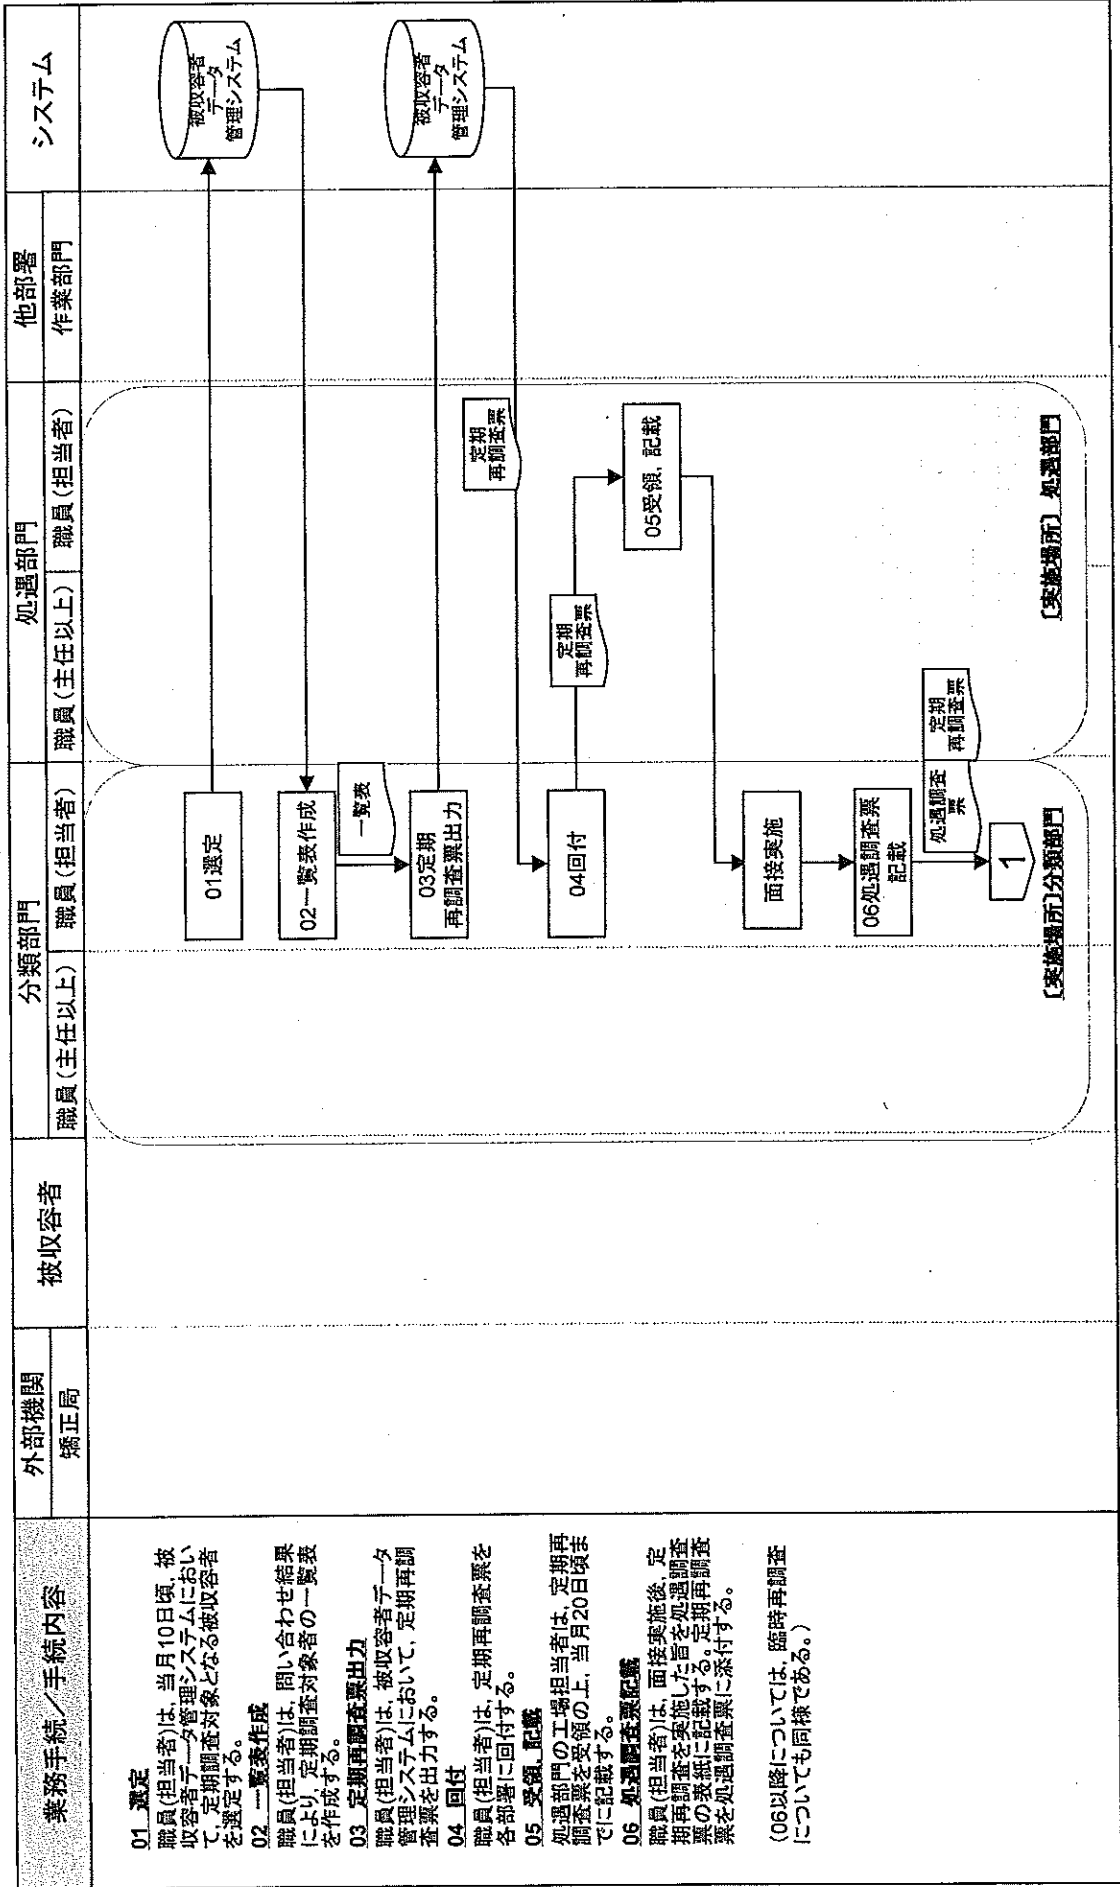 業務手続／手続内容
外部機関
矯正局
被収容者
分類部門
職員(主任以上)
職員(担当者)
処遇部門
職員(主任以上)
職員(担当者)
他部署
作業部門
システム
01 選定
職員(担当者)は、当月10日頃、被
収容者データ管理システムにおい
て、定期調査対象となる被収容者
を選定する。
02 一覧表作成
職員(担当者)は、問い合わせ結果
により、定期調査対象者の一覧表
を作成する。
03 定期再調査票出力
職員(担当者)は、被収容者データ
管理システムにおいて、定期再調
査票を出力する。
04 回付
職員(担当者)は、定期再調査票を
各部署に回付する。
05 受領、記載
処遇部門の工場担当者は、定期再
調査票を受領の上、当月20日頃ま
でに記載する。
06 処遇調査票記載
職員(担当者)は、面接実施後、定
期再調査を実施した旨を処遇調査
票の表紙に記載する。定期再調査
票を処遇調査票に添付する。
(06以降については、臨時再調査
についても同様である。)
01選定
被収容者
データ
管理システム
02一覧表作成
一覧表
03定期
再調査票出力
被収容者
データ
管理システム
定期
再調査票
04回付
定期
再調査票
05受領、記載
面接実施
06処遇調査票
記載
処遇調査
票
定期
再調査票
1
〔実施場所〕分類部門
〔実施場所〕 処遇部門